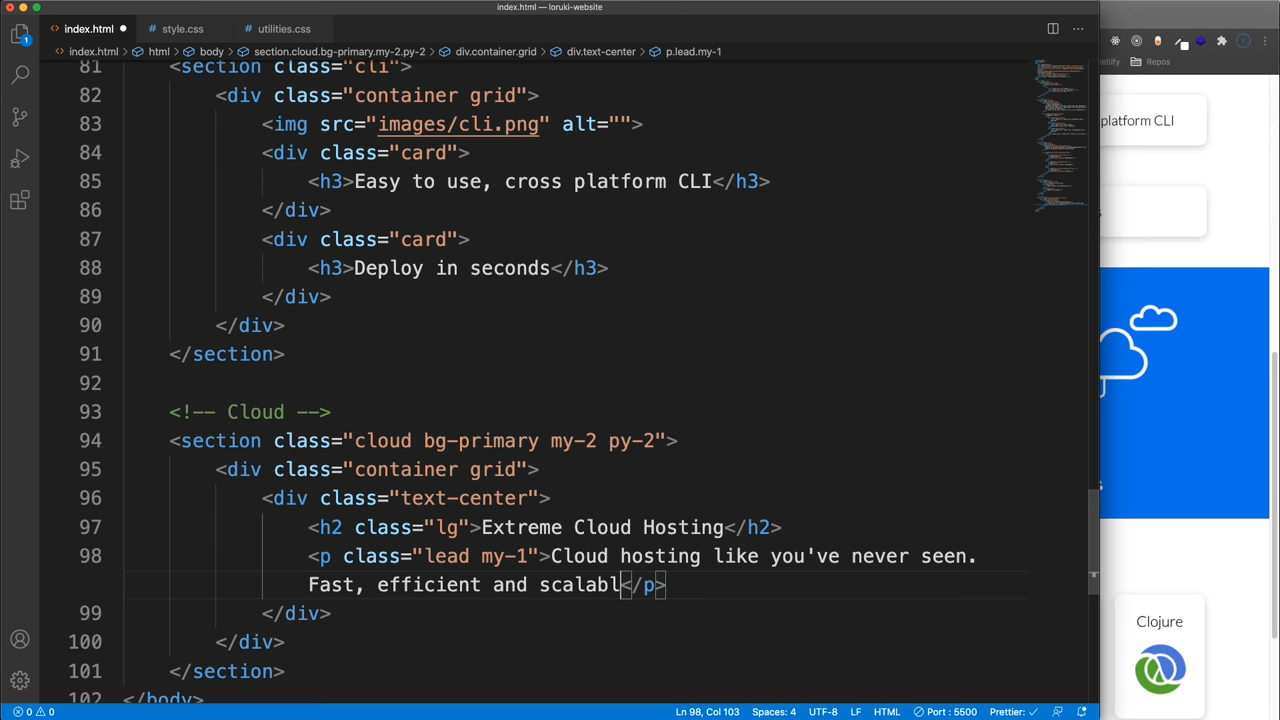 index.html — loruki-website
index.html
style.css
utilities.css
index.html > html > body > section.cloud.bg-primary.my-2.py-2 > div.container.grid > div.text-center > p.lead.my-1
Repos
1
81 <section class="cli">
82 <div class="container grid">
83 <img src="images/cli.png" alt="">
84 <div class="card">
85 <h3>Easy to use, cross platform CLI</h3>
86 </div>
87 <div class="card">
88 <h3>Deploy in seconds</h3>
89 </div>
90 </div>
91 </section>
92
93 <!-- Cloud -->
94 <section class="cloud bg-primary my-2 py-2">
95 <div class="container grid">
96 <div class="text-center">
97 <h2 class="lg">Extreme Cloud Hosting</h2>
98 <p class="lead my-1">Cloud hosting like you've never seen.
Fast, efficient and scalabl</p>
99 </div>
100 </div>
101 </section>
102 </body>
platform CLI
Clojure
0 0 Ln 98, Col 103 Spaces: 4 UTF-8 LF HTML Port : 5500 Prettier: ✓